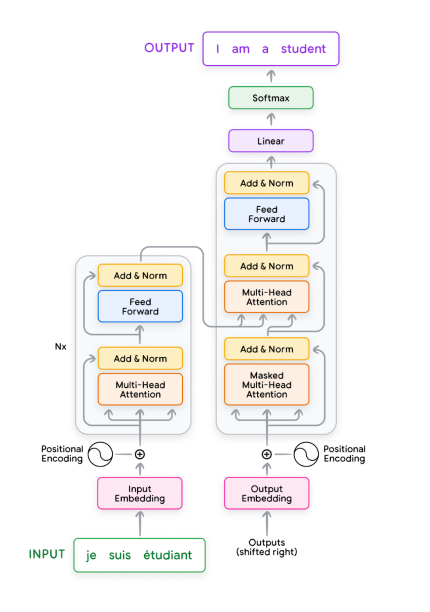 OUTPUT
I am a student
Softmax
Linear
Add & Norm
Feed
Forward
Add & Norm
Multi-Head
Attention
Add & Norm
Masked
Multi-Head
Attention
Positional
Encoding
Output
Embedding
Outputs
(shifted right)
Add & Norm
Feed
Forward
Nx
Add & Norm
Multi-Head
Attention
Positional
Encoding
Input
Embedding
INPUT
je suis étudiant